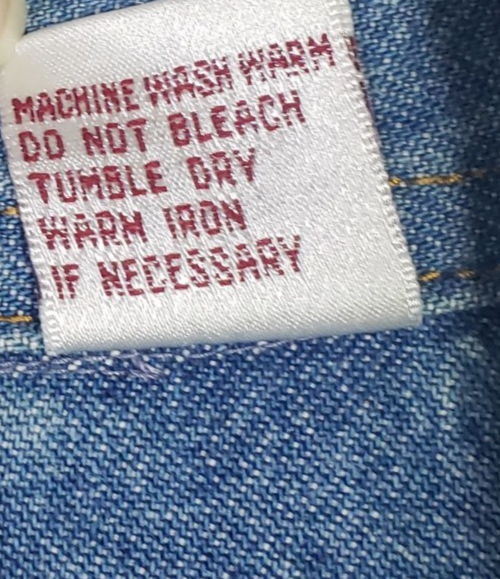 MACHINE WASH WARM
DO NOT BLEACH
TUMBLE DRY
WARM IRON
IF NECESSARY